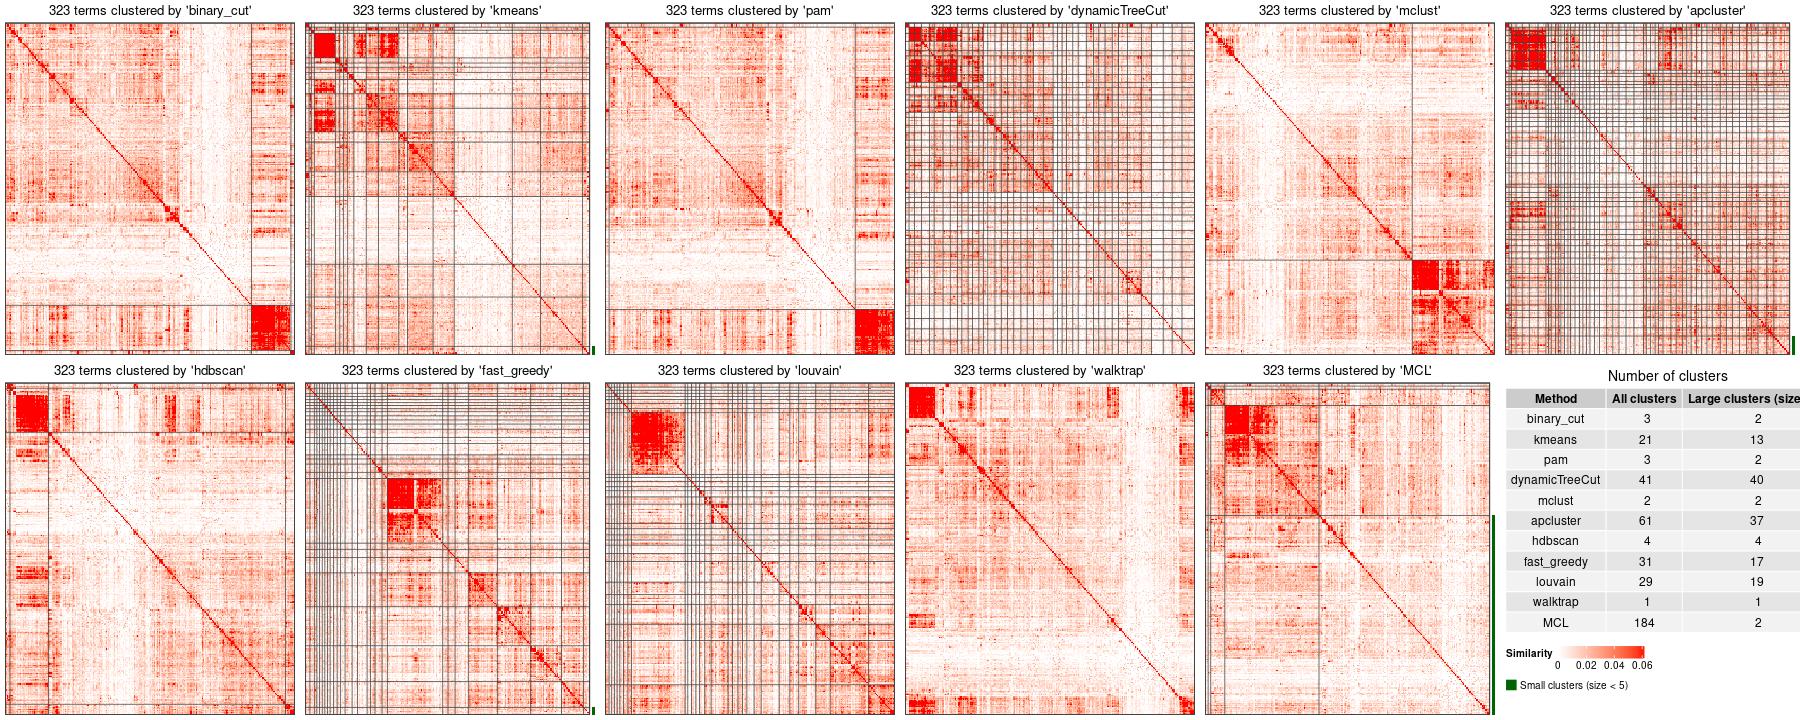 323 terms clustered by 'binary_cut'
323 terms clustered by 'kmeans'
323 terms clustered by 'pam'
323 terms clustered by 'dynamicTreeCut'
323 terms clustered by 'mclust'
323 terms clustered by 'apcluster'
323 terms clustered by 'hdbscan'
323 terms clustered by 'fast_greedy'
323 terms clustered by 'louvain'
323 terms clustered by 'walktrap'
323 terms clustered by 'MCL'
Number of clusters
Method All clusters Large clusters (size
binary_cut 3 2
kmeans 21 13
pam 3 2
dynamicTreeCut 41 40
mclust 2 2
apcluster 61 37
hdbscan 4 4
fast_greedy 31 17
louvain 29 19
walktrap 1 1
MCL 184 2
Similarity
0 0.02 0.04 0.06
Small clusters (size < 5)